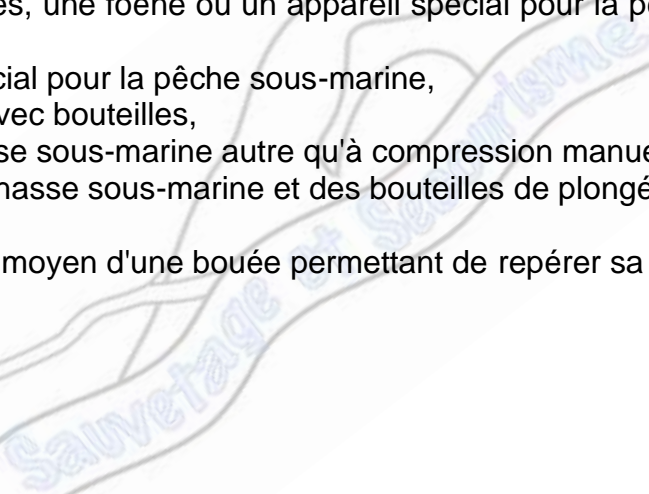 es, une foëne ou un appareil spécial pour la p
cial pour la pêche sous-marine,
vec bouteilles,
se sous-marine autre qu'à compression manue
hasse sous-marine et des bouteilles de plongé
moyen d'une bouée permettant de repérer sa
Sauvetage et Secourisme